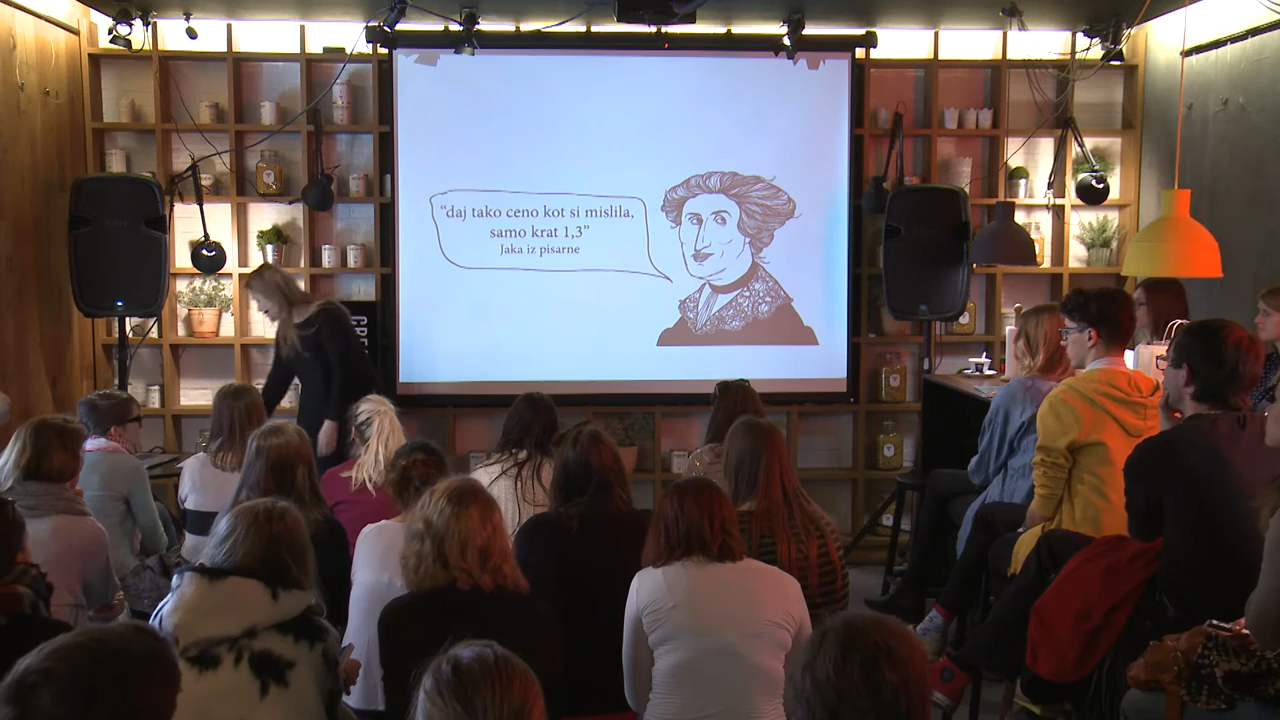 “daj tako ceno kot si mislila,
samo krat 1,3”
Jaka iz pisarne